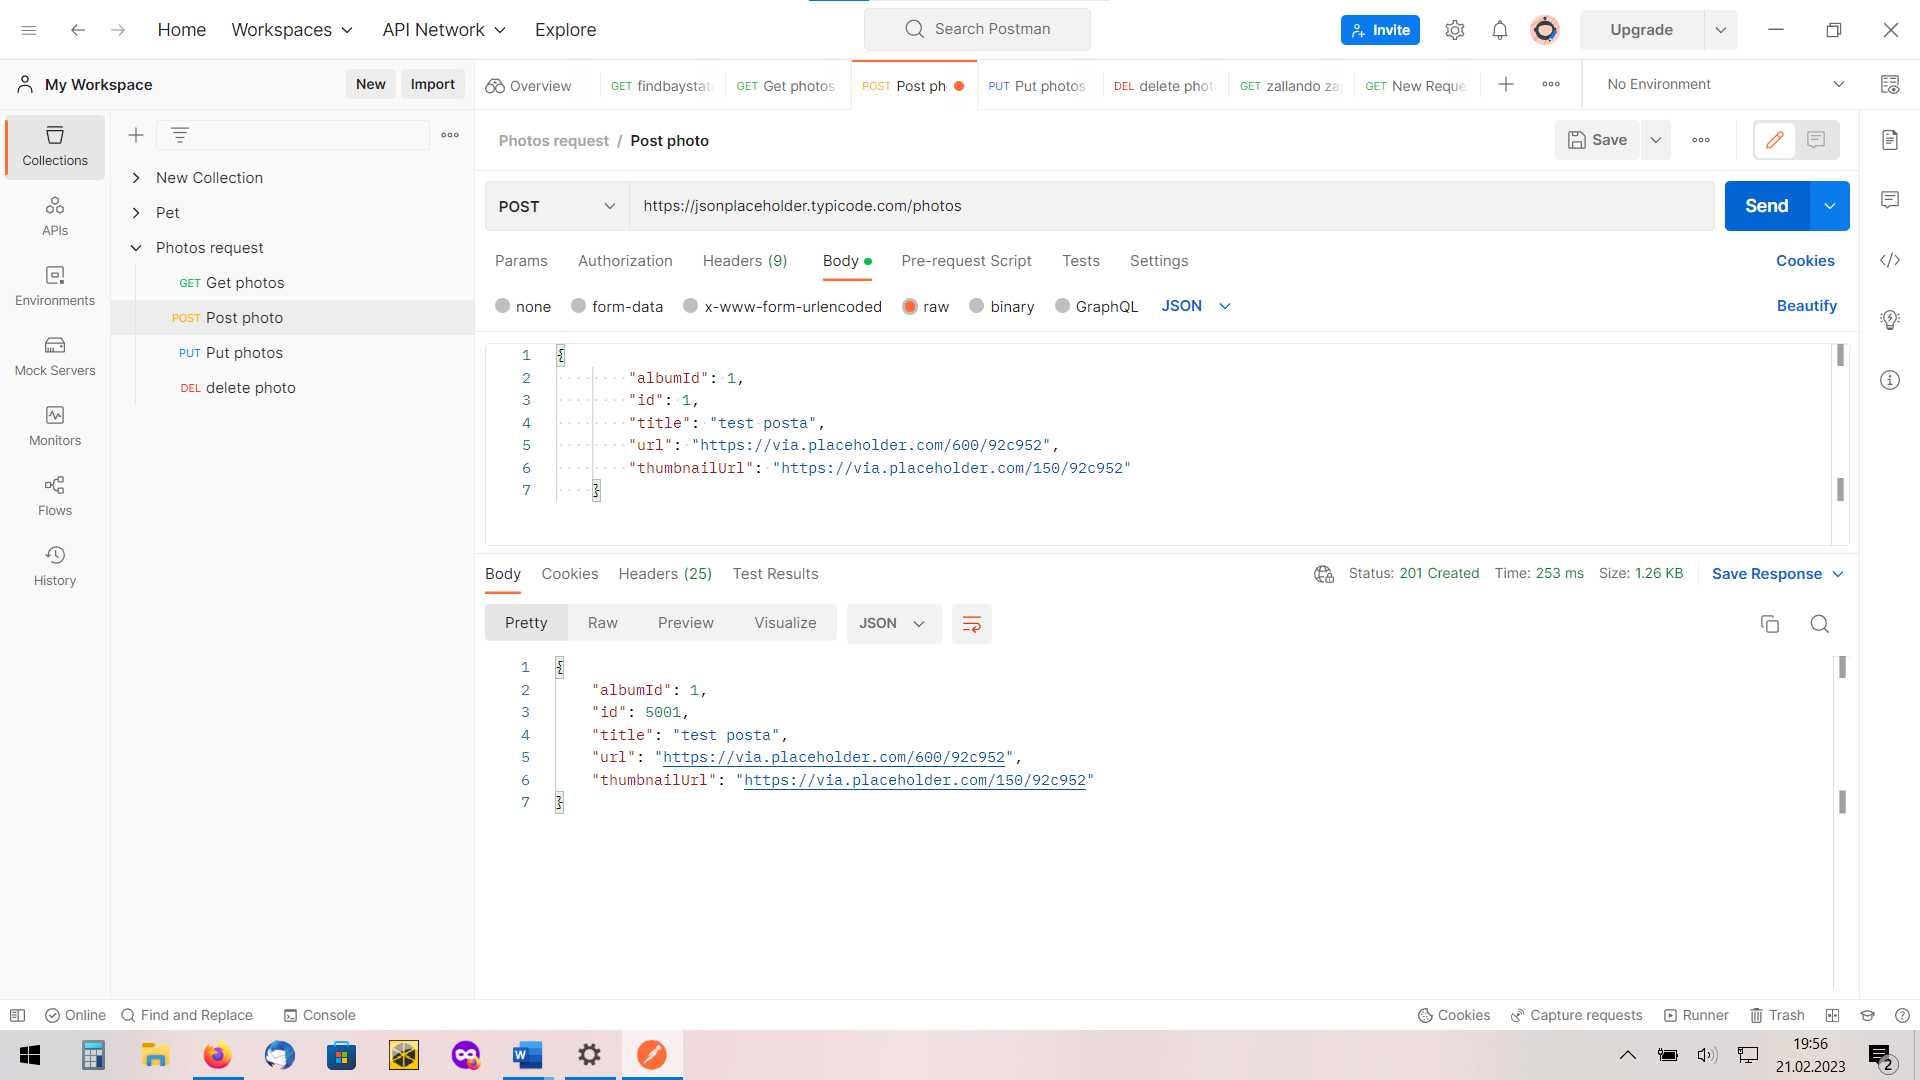 Home
Workspaces
API Network
Explore
Search Postman
Invite
Upgrade
My Workspace
New
Import
Overview
GET findbaystat
GET Get photos
POST Post ph
PUT Put photos
DEL delete phot
GET zallando za
GET New Reque
No Environment
Collections
APIs
Environments
Mock Servers
Monitors
Flows
History
New Collection
Pet
Photos request
GET Get photos
POST Post photo
PUT Put photos
DEL delete photo
Photos request / Post photo
Save
POST
https://jsonplaceholder.typicode.com/photos
Send
Params
Authorization
Headers (9)
Body
Pre-request Script
Tests
Settings
Cookies
none
form-data
x-www-form-urlencoded
raw
binary
GraphQL
JSON
Beautify
1 {
2 "albumId": 1,
3 "id": 1,
4 "title": "test posta",
5 "url": "https://via.placeholder.com/600/92c952",
6 "thumbnailUrl": "https://via.placeholder.com/150/92c952"
7 }
Body
Cookies
Headers (25)
Test Results
Status: 201 Created
Time: 253 ms
Size: 1.26 KB
Save Response
Pretty
Raw
Preview
Visualize
JSON
1 {
2 "albumId": 1,
3 "id": 5001,
4 "title": "test posta",
5 "url": "https://via.placeholder.com/600/92c952",
6 "thumbnailUrl": "https://via.placeholder.com/150/92c952"
7 }
Online
Find and Replace
Console
Cookies
Capture requests
Runner
Trash
19:56
21.02.2023
2